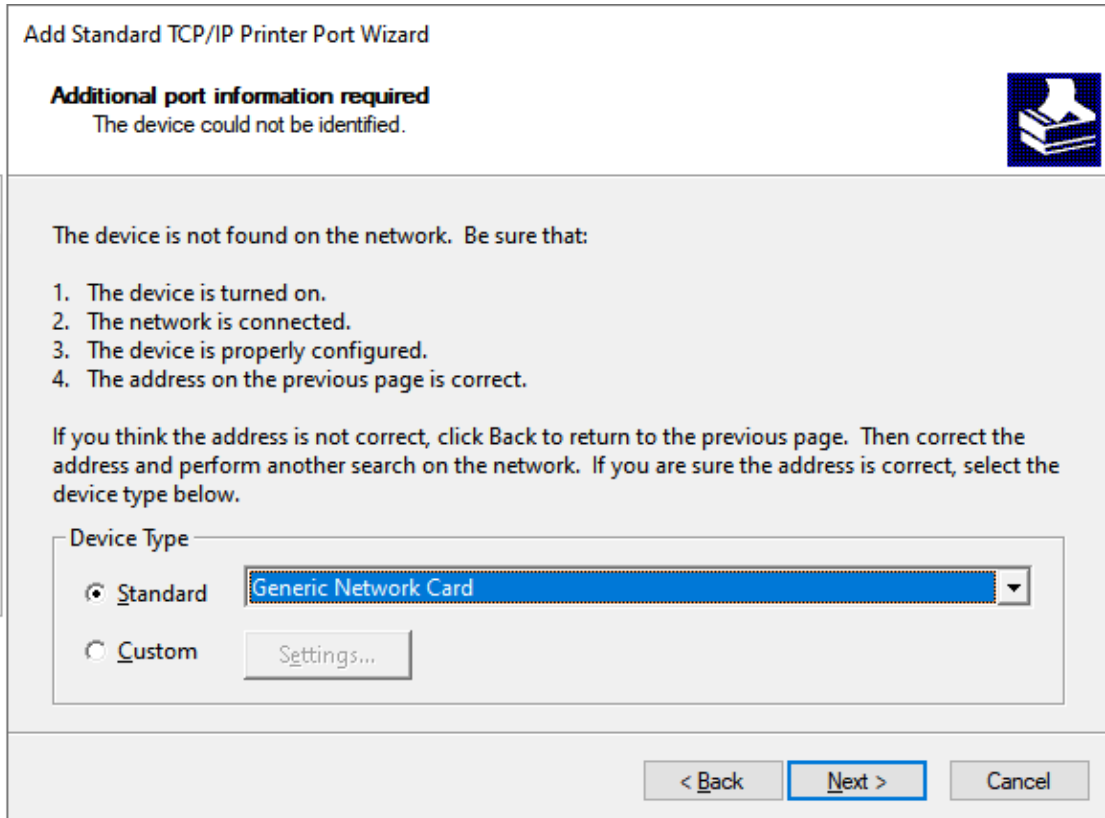 Add Standard TCP/IP Printer Port Wizard
Additional port information required
The device could not be identified.
The device is not found on the network.  Be sure that:
1.  The device is turned on.
2.  The network is connected.
3.  The device is properly configured.
4.  The address on the previous page is correct.
If you think the address is not correct, click Back to return to the previous page.  Then correct the
address and perform another search on the network.  If you are sure the address is correct, select the
device type below.
Device Type
Standard
Generic Network Card
Custom
Settings...
< Back
Next >
Cancel